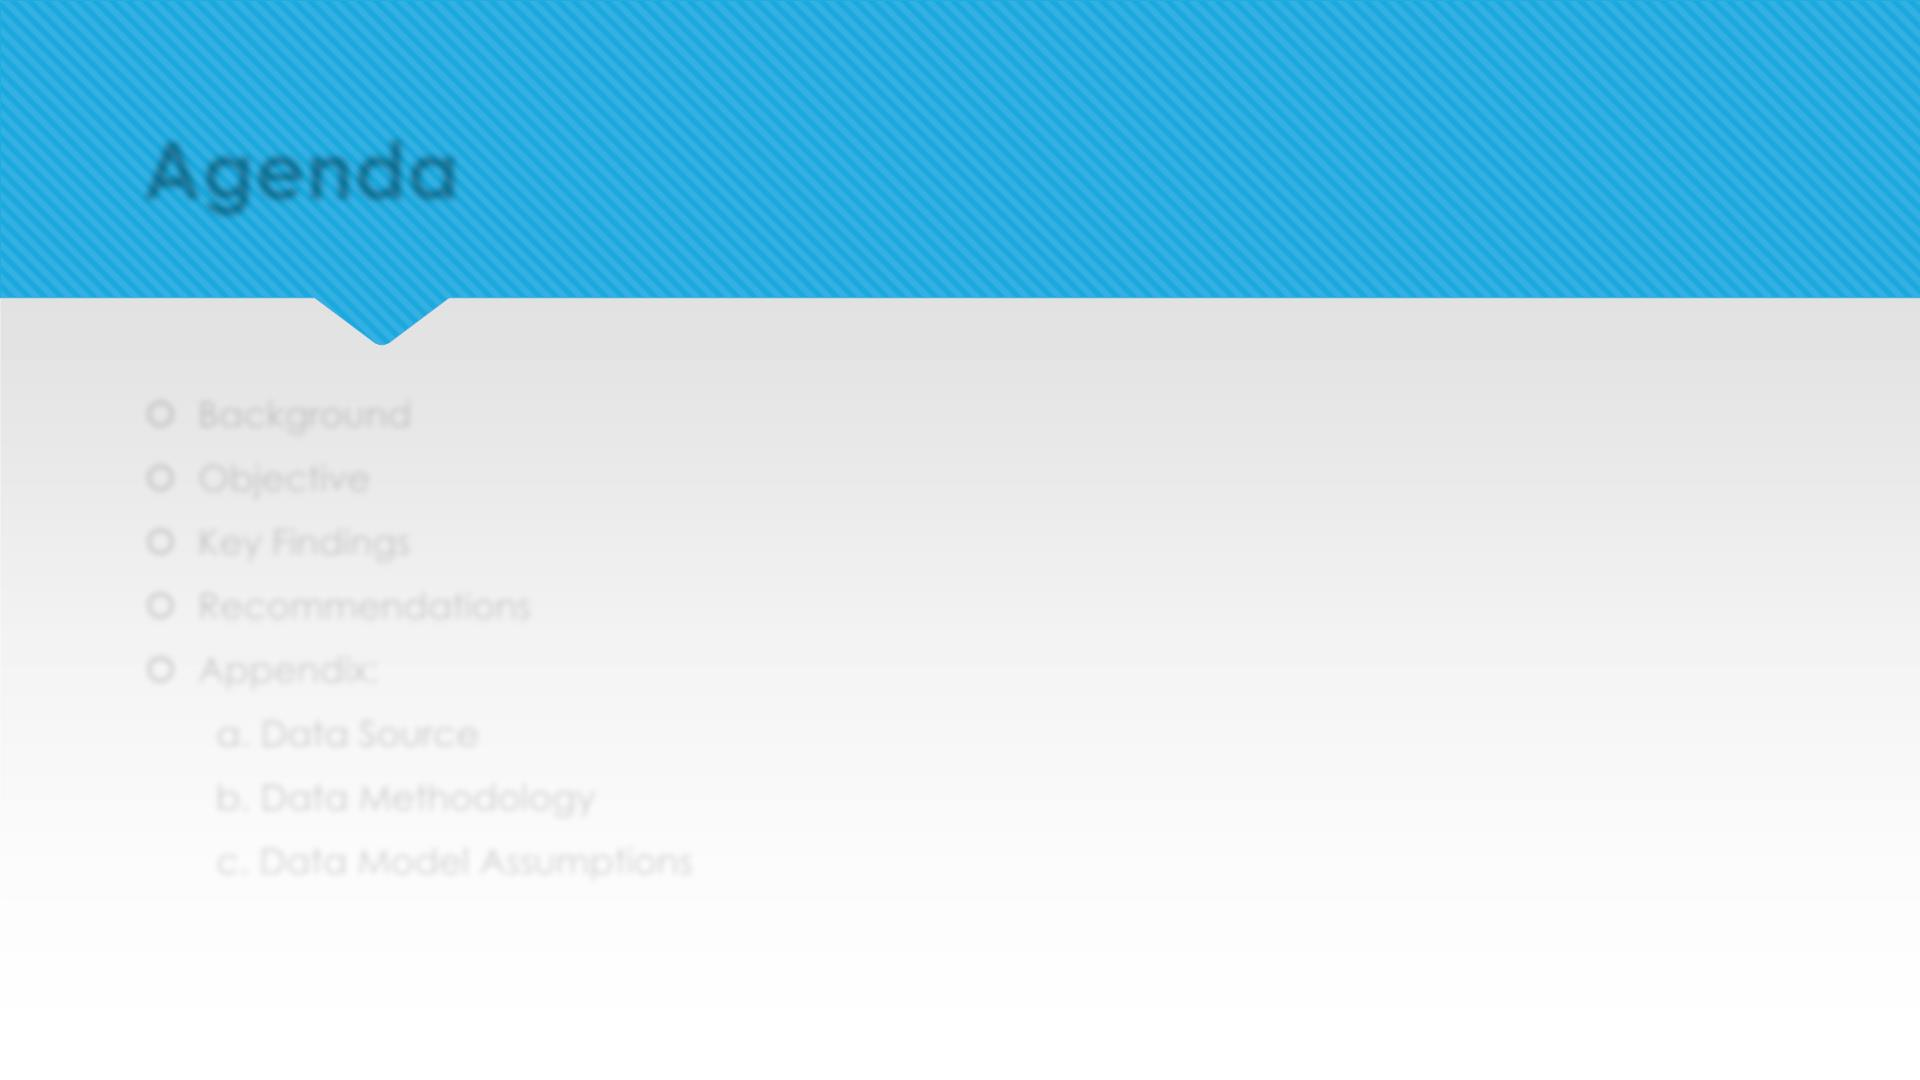 Agenda
Background
Objective
Key Findings
Recommendations
Appendix:
a. Data Source
b. Data Methodology
c. Data Model Assumptions